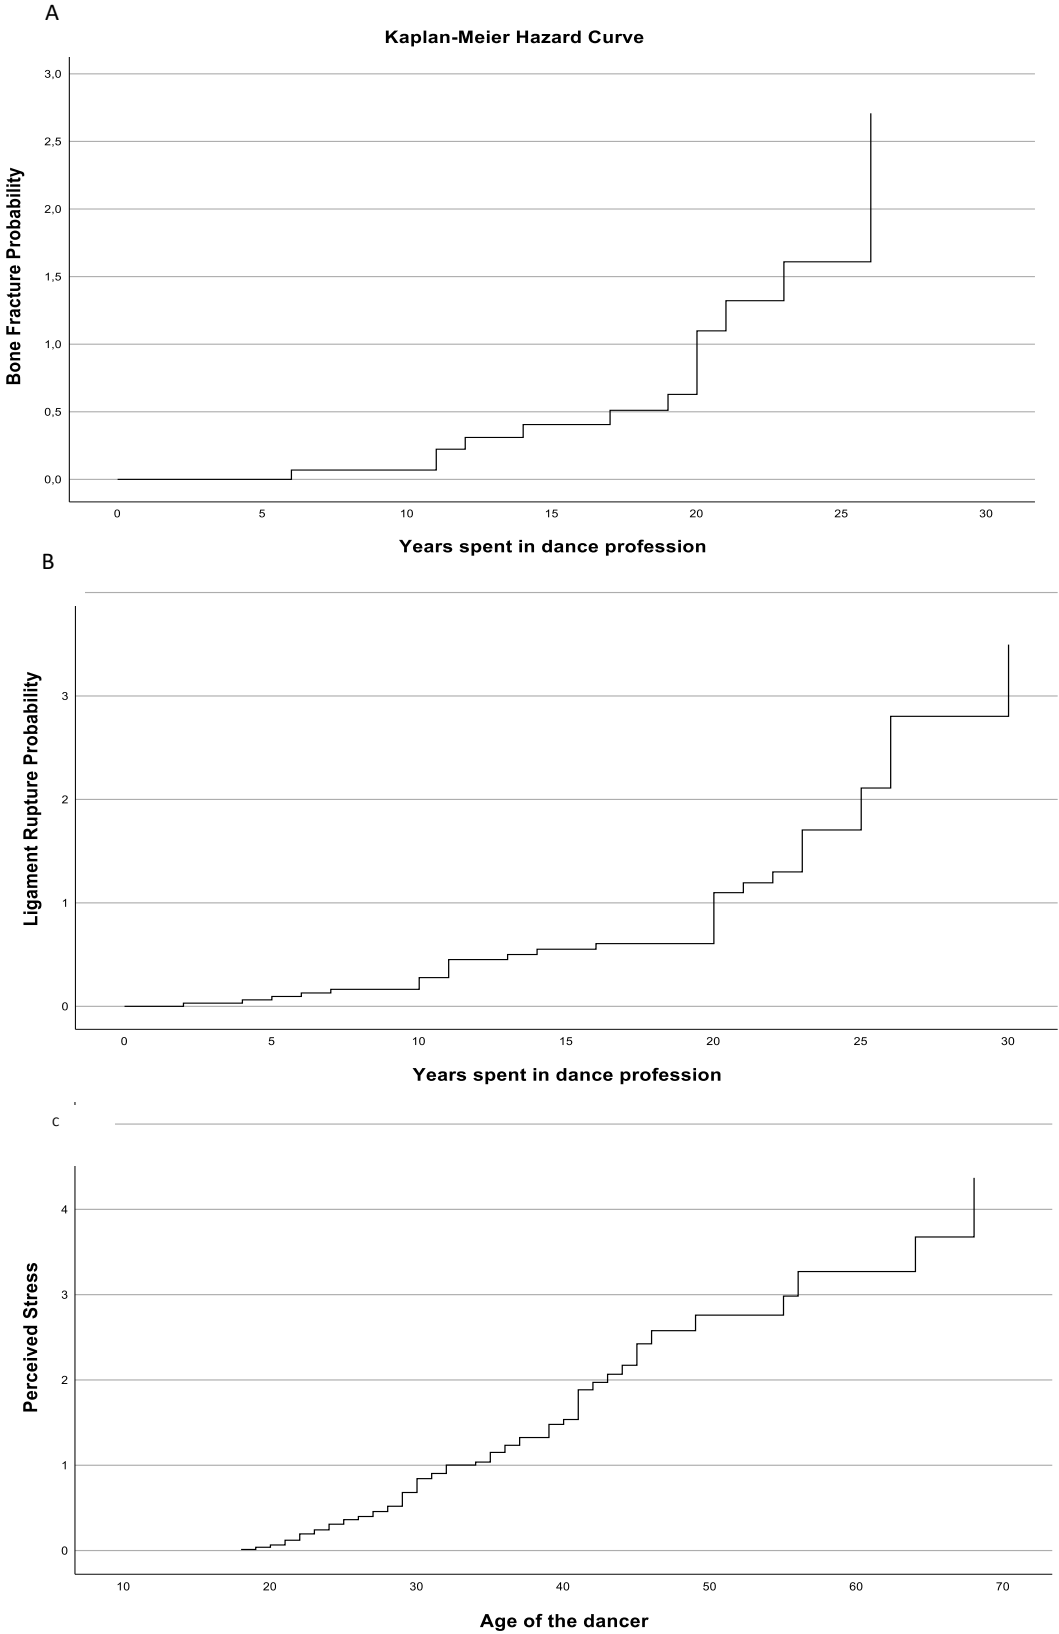 A
Kaplan-Meier Hazard Curve
Bone Fracture Probability
3,0
2,5
2,0
1,5
1,0
0,5
0,0
0 5 10 15 20 25 30
Years spent in dance profession
B
Ligament Rupture Probability
3
2
1
0
0 5 10 15 20 25 30
Years spent in dance profession
C
Perceived Stress
4
3
2
1
0
10 20 30 40 50 60 70
Age of the dancer